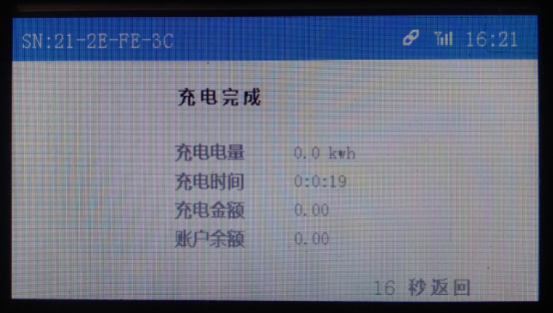 SN:21-2E-FE-3C 16:21
充电完成
充电电量 0.0 kwh
充电时间 0:0:19
充电金额 0.00
账户余额 0.00
16 秒返回